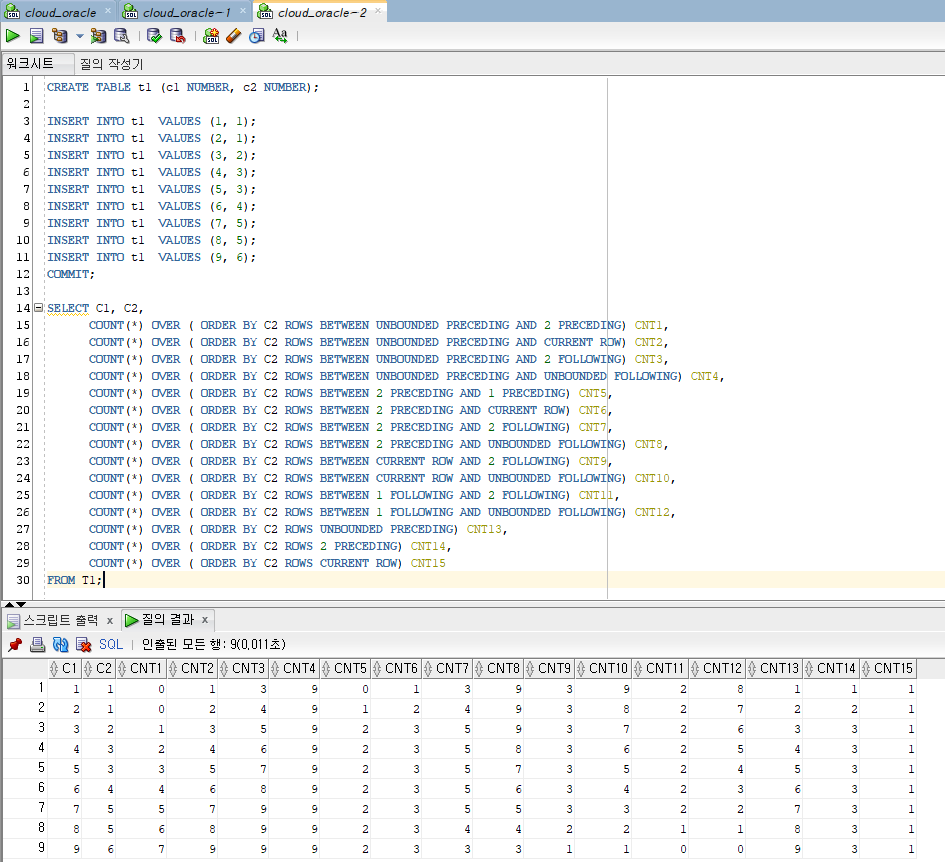 cloud_oracle × cloud_oracle-1 × cloud_oracle-2 ×
워크시트 질의 작성기
1 CREATE TABLE t1 (c1 NUMBER, c2 NUMBER);
2
3 INSERT INTO t1  VALUES (1, 1);
4 INSERT INTO t1  VALUES (2, 1);
5 INSERT INTO t1  VALUES (3, 2);
6 INSERT INTO t1  VALUES (4, 3);
7 INSERT INTO t1  VALUES (5, 3);
8 INSERT INTO t1  VALUES (6, 4);
9 INSERT INTO t1  VALUES (7, 5);
10 INSERT INTO t1  VALUES (8, 5);
11 INSERT INTO t1  VALUES (9, 6);
12 COMMIT;
13
14 SELECT C1, C2,
15 COUNT(*) OVER ( ORDER BY C2 ROWS BETWEEN UNBOUNDED PRECEDING AND 2 PRECEDING) CNT1,
16 COUNT(*) OVER ( ORDER BY C2 ROWS BETWEEN UNBOUNDED PRECEDING AND CURRENT ROW) CNT2,
17 COUNT(*) OVER ( ORDER BY C2 ROWS BETWEEN UNBOUNDED PRECEDING AND 2 FOLLOWING) CNT3,
18 COUNT(*) OVER ( ORDER BY C2 ROWS BETWEEN UNBOUNDED PRECEDING AND UNBOUNDED FOLLOWING) CNT4,
19 COUNT(*) OVER ( ORDER BY C2 ROWS BETWEEN 2 PRECEDING AND 1 PRECEDING) CNT5,
20 COUNT(*) OVER ( ORDER BY C2 ROWS BETWEEN 2 PRECEDING AND CURRENT ROW) CNT6,
21 COUNT(*) OVER ( ORDER BY C2 ROWS BETWEEN 2 PRECEDING AND 2 FOLLOWING) CNT7,
22 COUNT(*) OVER ( ORDER BY C2 ROWS BETWEEN 2 PRECEDING AND UNBOUNDED FOLLOWING) CNT8,
23 COUNT(*) OVER ( ORDER BY C2 ROWS BETWEEN CURRENT ROW AND 2 FOLLOWING) CNT9,
24 COUNT(*) OVER ( ORDER BY C2 ROWS BETWEEN CURRENT ROW AND UNBOUNDED FOLLOWING) CNT10,
25 COUNT(*) OVER ( ORDER BY C2 ROWS BETWEEN 1 FOLLOWING AND 2 FOLLOWING) CNT11,
26 COUNT(*) OVER ( ORDER BY C2 ROWS BETWEEN 1 FOLLOWING AND UNBOUNDED FOLLOWING) CNT12,
27 COUNT(*) OVER ( ORDER BY C2 ROWS UNBOUNDED PRECEDING) CNT13,
28 COUNT(*) OVER ( ORDER BY C2 ROWS 2 PRECEDING) CNT14,
29 COUNT(*) OVER ( ORDER BY C2 ROWS CURRENT ROW) CNT15
30 FROM T1;
스크립트 출력 × 질의 결과 ×
SQL | 인출된 모든 행: 9(0,011초)
C1 C2 CNT1 CNT2 CNT3 CNT4 CNT5 CNT6 CNT7 CNT8 CNT9 CNT10 CNT11 CNT12 CNT13 CNT14 CNT15
1 1 1 0 1 3 9 0 1 3 9 3 9 2 8 1 1 1
2 2 1 0 2 4 9 1 2 4 9 3 8 2 7 2 2 1
3 3 2 1 3 5 9 2 3 5 9 3 7 2 6 3 3 1
4 4 3 2 4 6 9 2 3 5 8 3 6 2 5 4 3 1
5 5 3 3 5 7 9 2 3 5 7 3 5 2 4 5 3 1
6 6 4 4 6 8 9 2 3 5 6 3 4 2 3 6 3 1
7 7 5 5 7 9 9 2 3 5 5 3 3 2 2 7 3 1
8 8 5 6 8 9 9 2 3 4 4 2 2 1 1 8 3 1
9 9 6 7 9 9 9 2 3 3 3 1 1 0 0 9 3 1